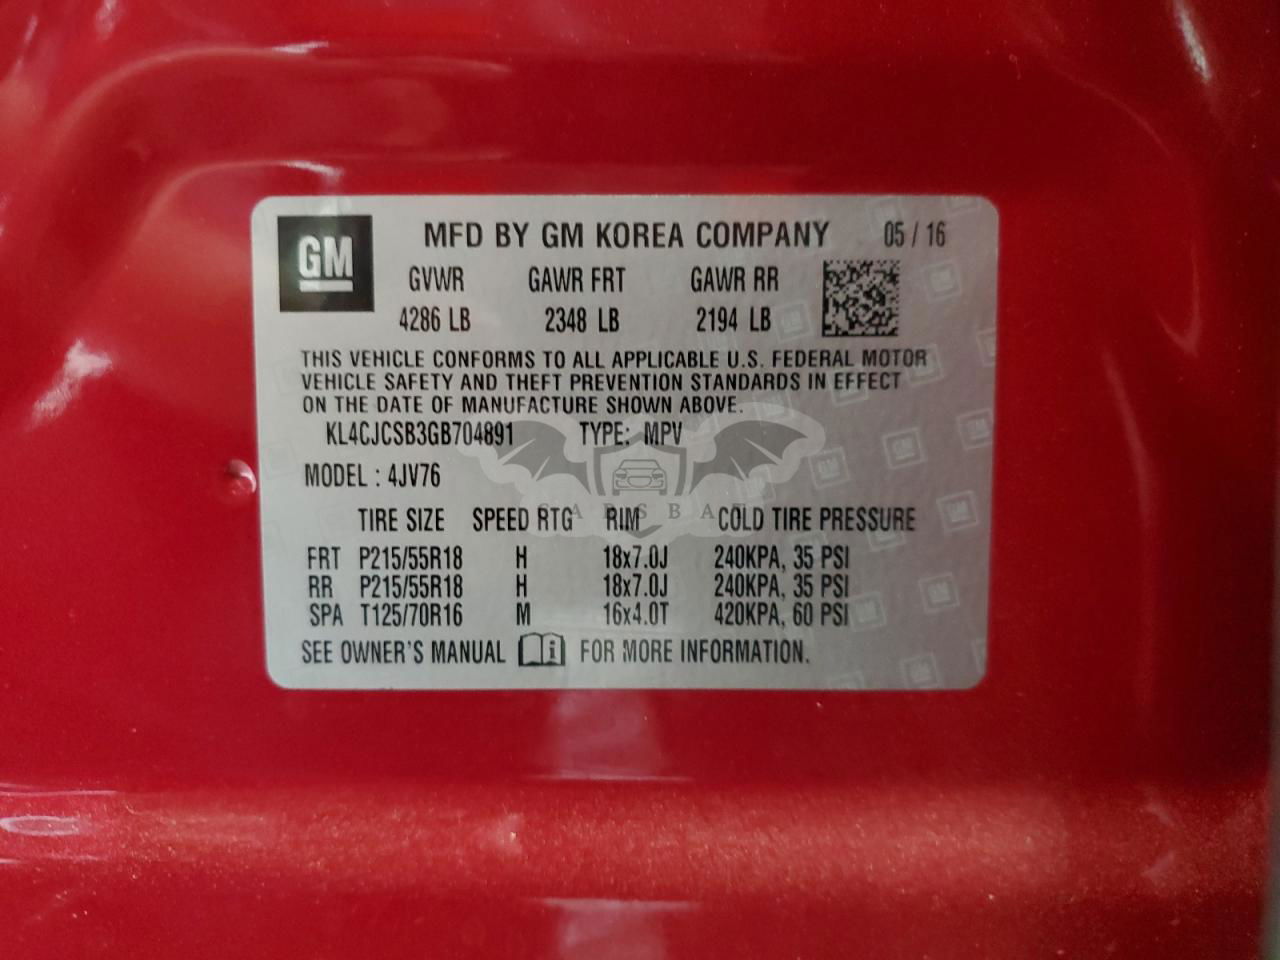 GM MFD BY GM KOREA COMPANY 05 / 16
GVWR GAWR FRT GAWR RR
4286 LB 2348 LB 2194 LB
THIS VEHICLE CONFORMS TO ALL APPLICABLE U.S. FEDERAL MOTOR
VEHICLE SAFETY AND THEFT PREVENTION STANDARDS IN EFFECT
ON THE DATE OF MANUFACTURE SHOWN ABOVE.
KL4CJCSB3GB704891 TYPE: MPV
MODEL : 4JV76
CARSBAT
TIRE SIZE SPEED RTG RIM COLD TIRE PRESSURE
FRT P215/55R18 H 18x7.0J 240KPA, 35 PSI
RR P215/55R18 H 18x7.0J 240KPA, 35 PSI
SPA T125/70R16 M 16x4.0T 420KPA, 60 PSI
SEE OWNER'S MANUAL i FOR MORE INFORMATION.